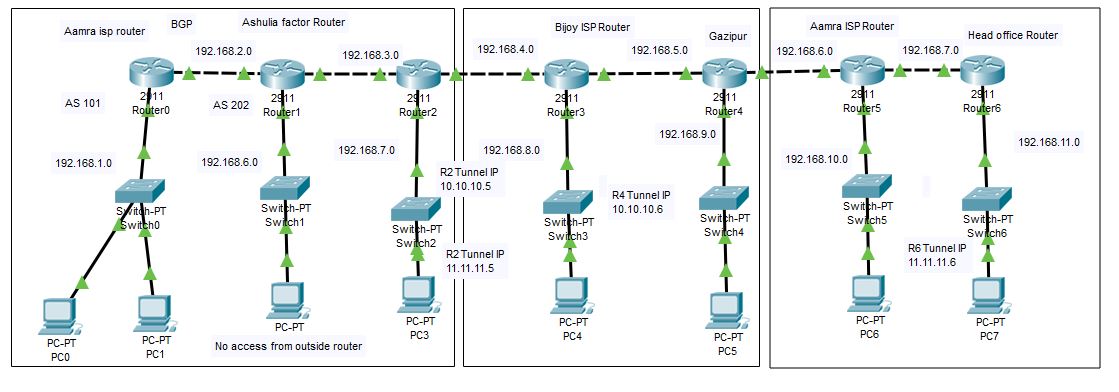 BGP
Ashulia factor Router
Aamra isp router
192.168.2.0
192.168.3.0
2911
Router0
2911
Router1
2911
Router2
AS 101
AS 202
192.168.1.0
192.168.6.0
192.168.7.0
R2 Tunnel IP
10.10.10.5
Switch-PT
Switch0
Switch-PT
Switch1
Switch-PT
Switch2
R2 Tunnel IP
11.11.11.5
PC-PT
PC0
PC-PT
PC1
PC-PT
PC-PT
PC3
No access from outside router
Bijoy ISP Router
Gazipur
192.168.4.0
192.168.5.0
2911
Router3
2911
Router4
192.168.8.0
192.168.9.0
R4 Tunnel IP
10.10.10.6
Switch-PT
Switch3
Switch-PT
Switch4
PC-PT
PC4
PC-PT
PC5
Aamra ISP Router
Head office Router
192.168.6.0
192.168.7.0
2911
Router5
2911
Router6
192.168.10.0
192.168.11.0
Switch-PT
Switch5
Switch-PT
Switch6
R6 Tunnel IP
11.11.11.6
PC-PT
PC6
PC-PT
PC7